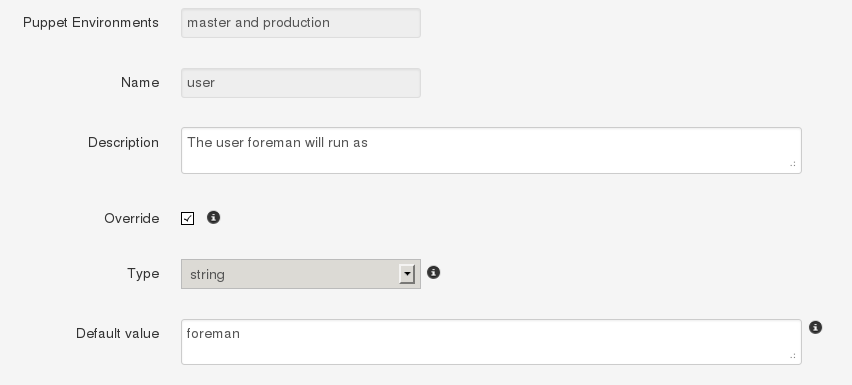 Puppet Environments master and production
Name user
Description The user foreman will run as
Override
Type string
Default value foreman